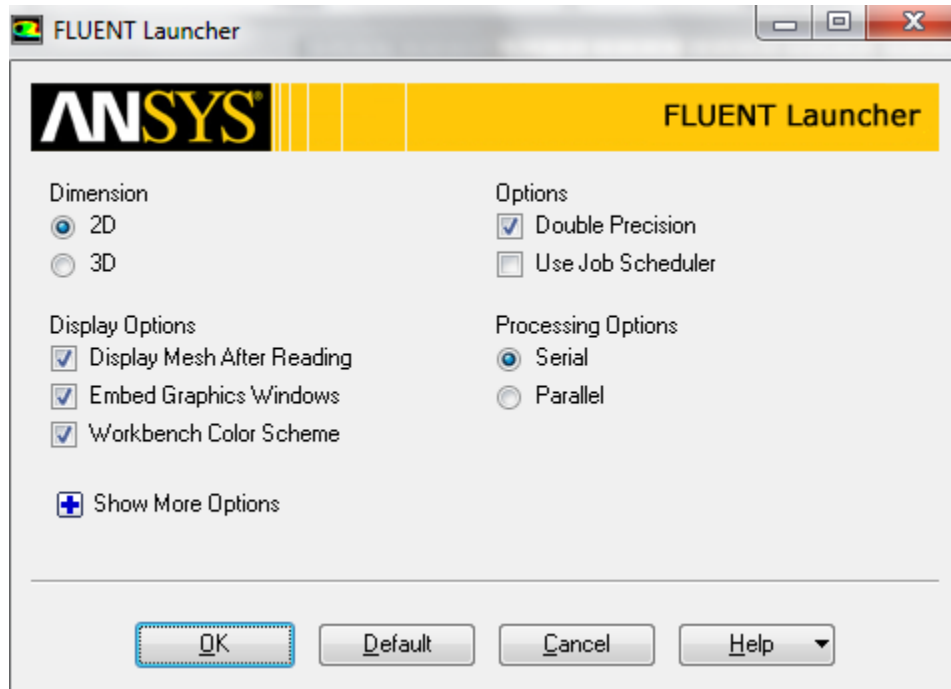 FLUENT Launcher
ANSYS®
FLUENT Launcher
Dimension
2D
3D
Options
Double Precision
Use Job Scheduler
Display Options
Display Mesh After Reading
Embed Graphics Windows
Workbench Color Scheme
Processing Options
Serial
Parallel
Show More Options
OK
Default
Cancel
Help